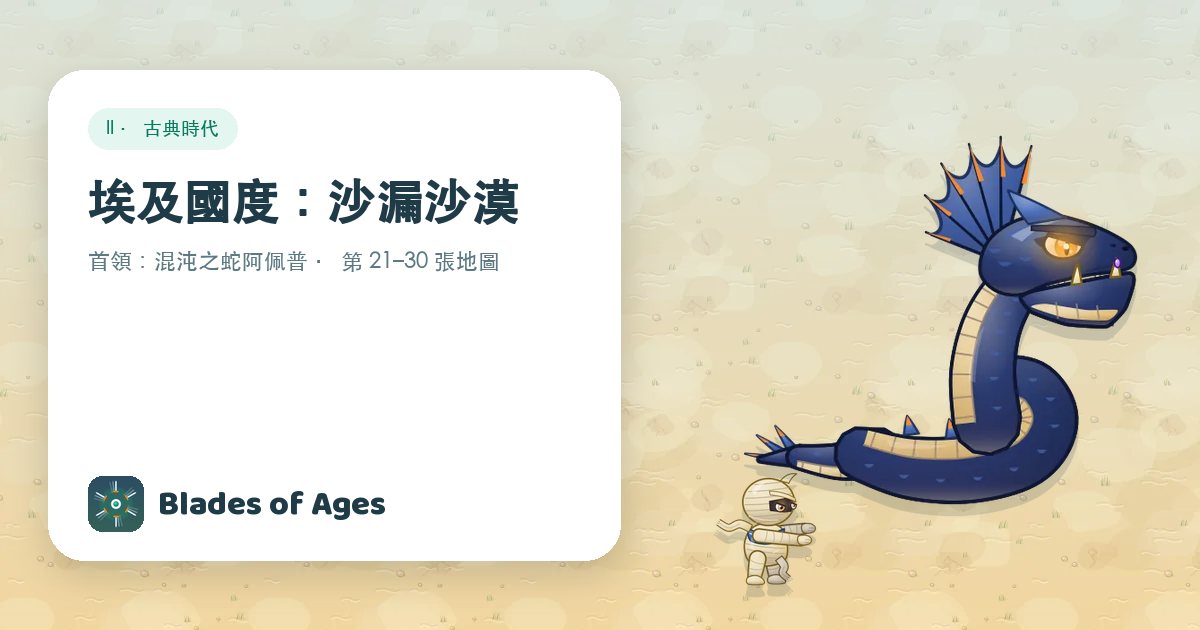 II · 古典時代
埃及國度：沙漏沙漠
首領：混沌之蛇阿佩普 · 第 21–30 張地圖
Blades of Ages